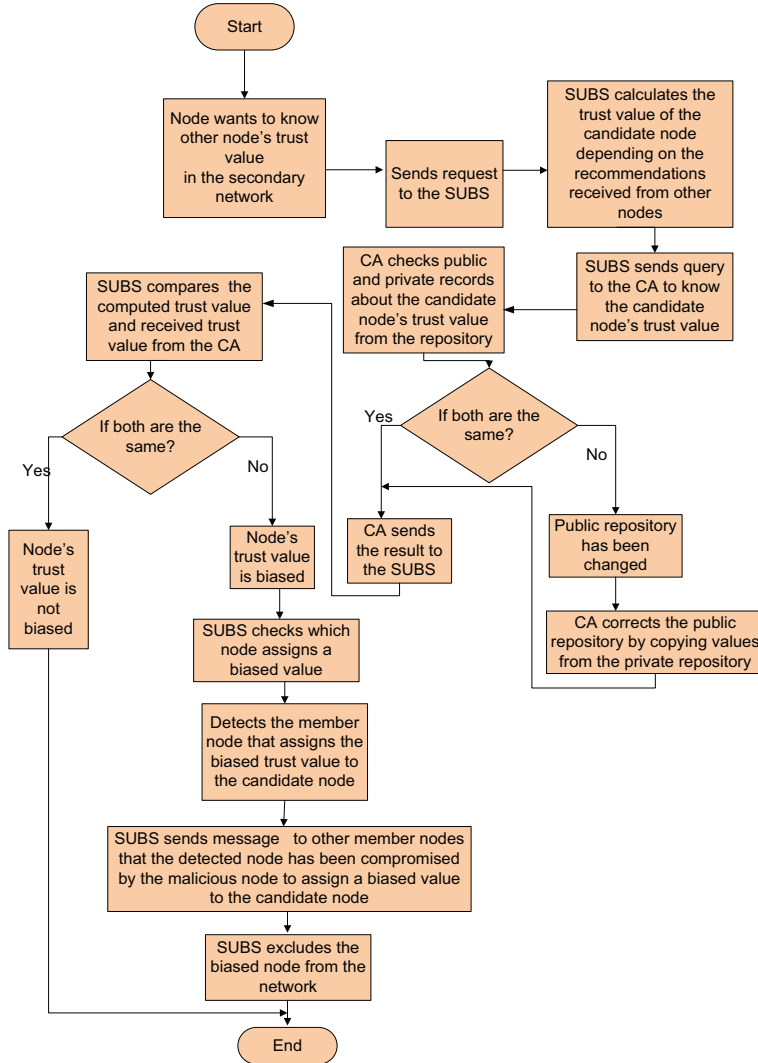 Start
Node wants to know
other node's trust
value
in the secondary
network
Sends request
to the SUBS
SUBS calculates the
trust value of the
candidate node
depending on the
recommendations
received from other
nodes
SUBS sends query
to the CA to know
the candidate
node's trust value
CA checks public
and private records
about the candidate
node's trust value
from the repository
SUBS compares the
computed trust value
and received trust
value from the CA
If both are the
same?
Yes
No
If both are the
same?
Yes
No
Public repository
has been
changed
CA corrects the public
repository by copying values
from the private repository
CA sends
the result to
the SUBS
Node's
trust
value is
not
biased
Node's
trust value
is biased
SUBS checks which
node assigns a
biased value
Detects the member
node that assigns the
biased trust value to
the candidate node
SUBS sends message to other member nodes
that the detected node has been compromised
by the malicious node to assign a biased value
to the candidate node
SUBS excludes the
biased node from the
network
End